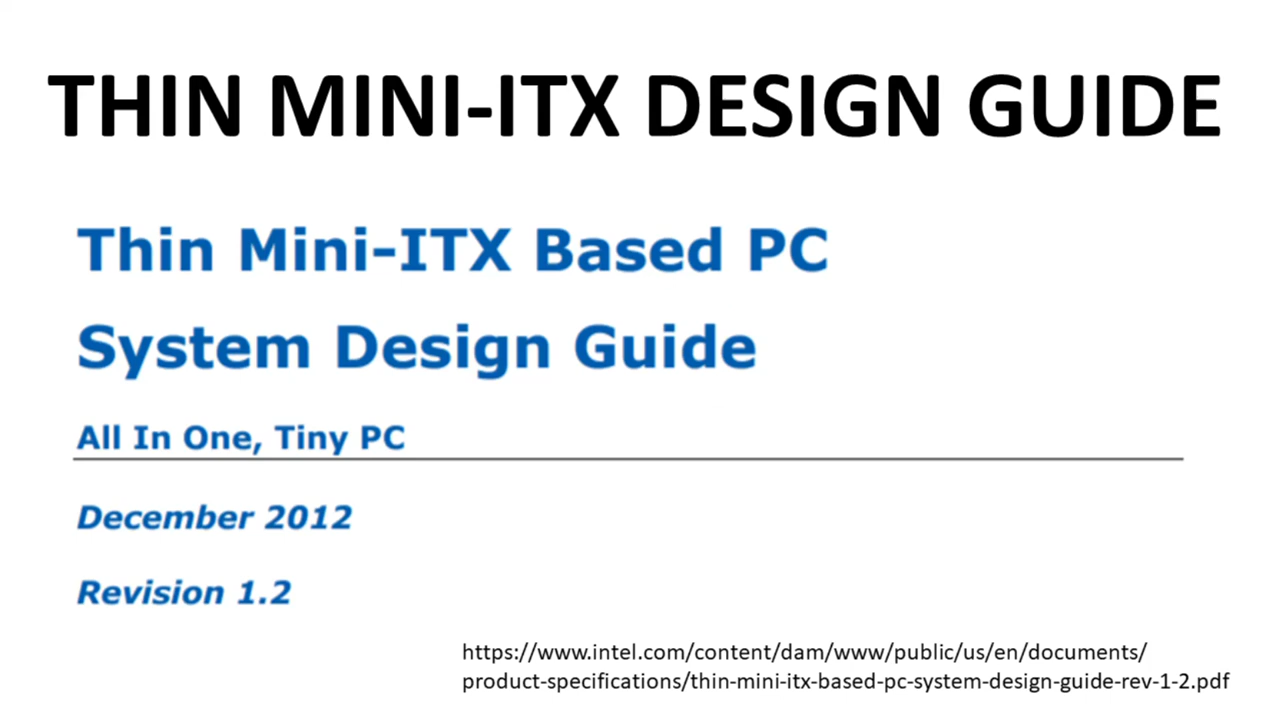 THIN MINI-ITX DESIGN GUIDE
Thin Mini-ITX Based PC
System Design Guide
All In One, Tiny PC
December 2012
Revision 1.2
https://www.intel.com/content/dam/www/public/us/en/documents/
product-specifications/thin-mini-itx-based-pc-system-design-guide-rev-1-2.pdf